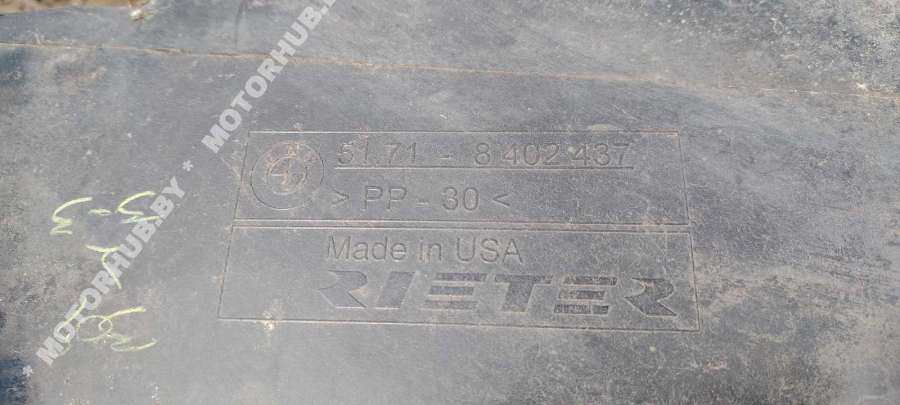 51.71 - 8 402 437
> PP - 30 <
Made in USA
RIETER
* MOTORHUB.BY * MOTORHUB.BY